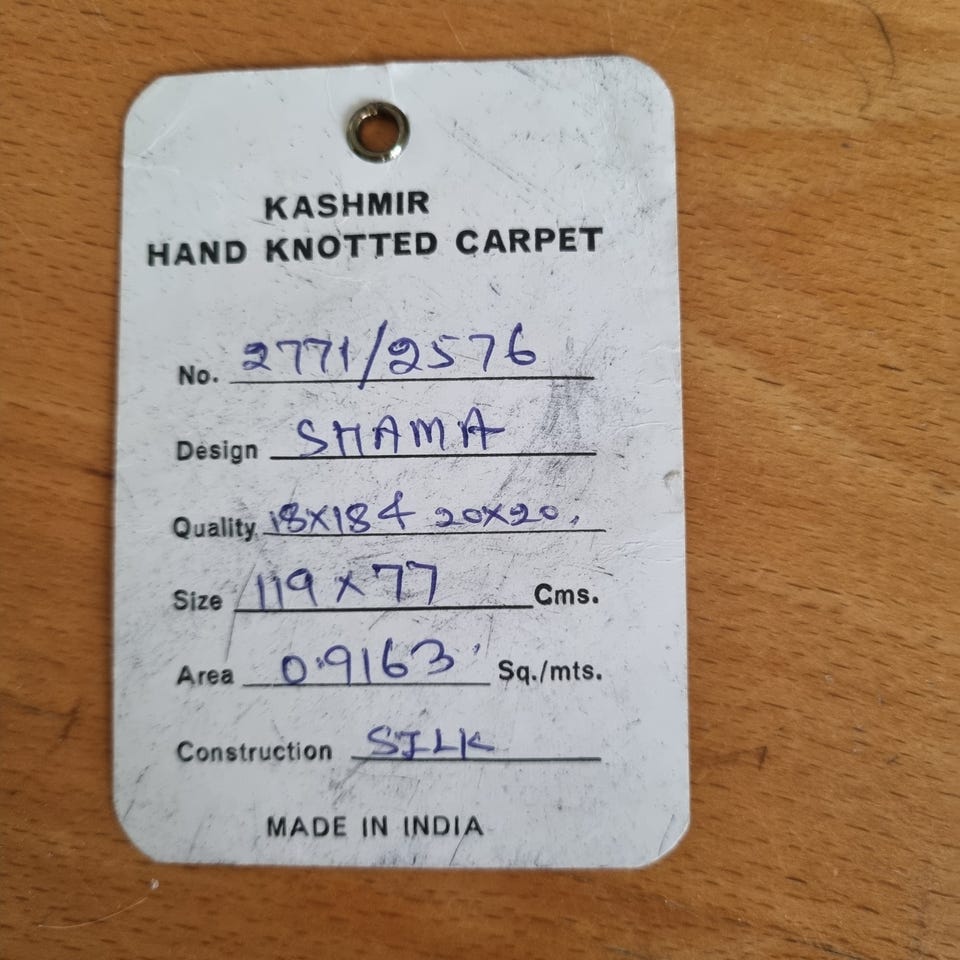 KASHMIR
HAND KNOTTED CARPET
No. 2771/2576
Design SHAMA
Quality 18X18 & 20X20.
Size 119 X 77 Cms.
Area 0.9163 Sq./mts.
Construction SILK
MADE IN INDIA